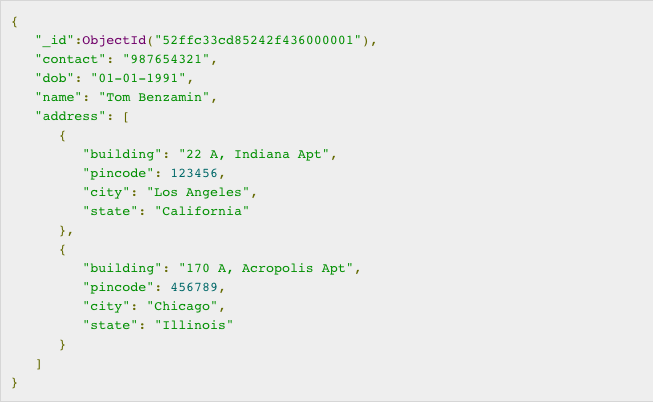 {
"_id":ObjectId("52ffc33cd85242f436000001"),
"contact": "987654321",
"dob": "01-01-1991",
"name": "Tom Benzamin",
"address": [
{
"building": "22 A, Indiana Apt",
"pincode": 123456,
"city": "Los Angeles",
"state": "California"
},
{
"building": "170 A, Acropolis Apt",
"pincode": 456789,
"city": "Chicago",
"state": "Illinois"
}
]
}